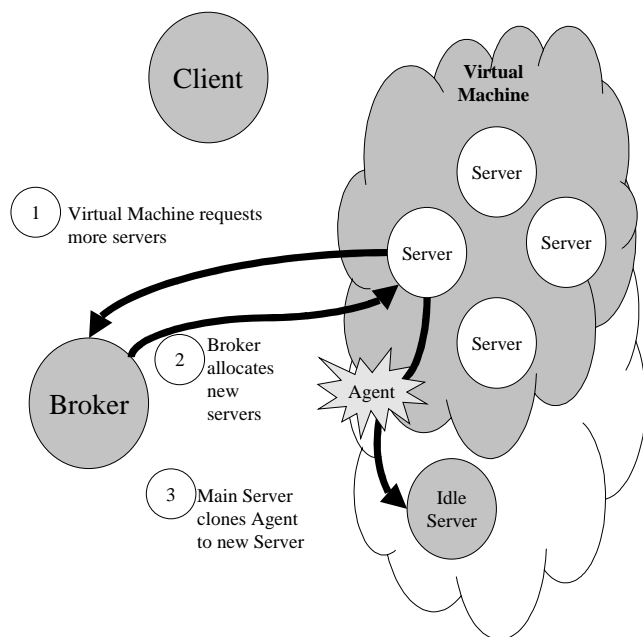 Client
Virtual
Machine
Server
Server
Server
Server
1
Virtual Machine requests
more servers
Broker
2
Broker
allocates
new
servers
Agent
3
Main Server
clones Agent
to new Server
Idle
Server